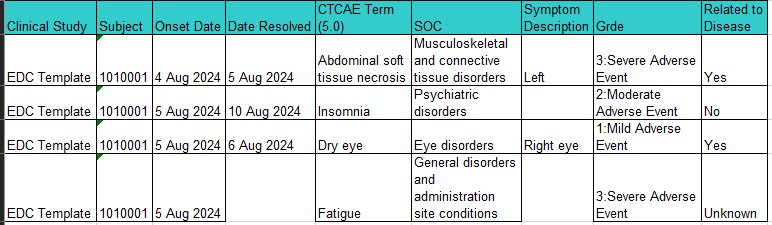 Clinical Study Subject Onset Date Date Resolved CTCAE Term (5.0) SOC Symptom Description Grde Related to Disease
EDC Template 1010001 4 Aug 2024 5 Aug 2024 Abdominal soft tissue necrosis Musculoskeletal and connective tissue disorders Left 3:Severe Adverse Event Yes
EDC Template 1010001 5 Aug 2024 10 Aug 2024 Insomnia Psychiatric disorders 2:Moderate Adverse Event No
EDC Template 1010001 5 Aug 2024 6 Aug 2024 Dry eye Eye disorders Right eye 1:Mild Adverse Event Yes
EDC Template 1010001 5 Aug 2024 Fatigue General disorders and administration site conditions 3:Severe Adverse Event Unknown